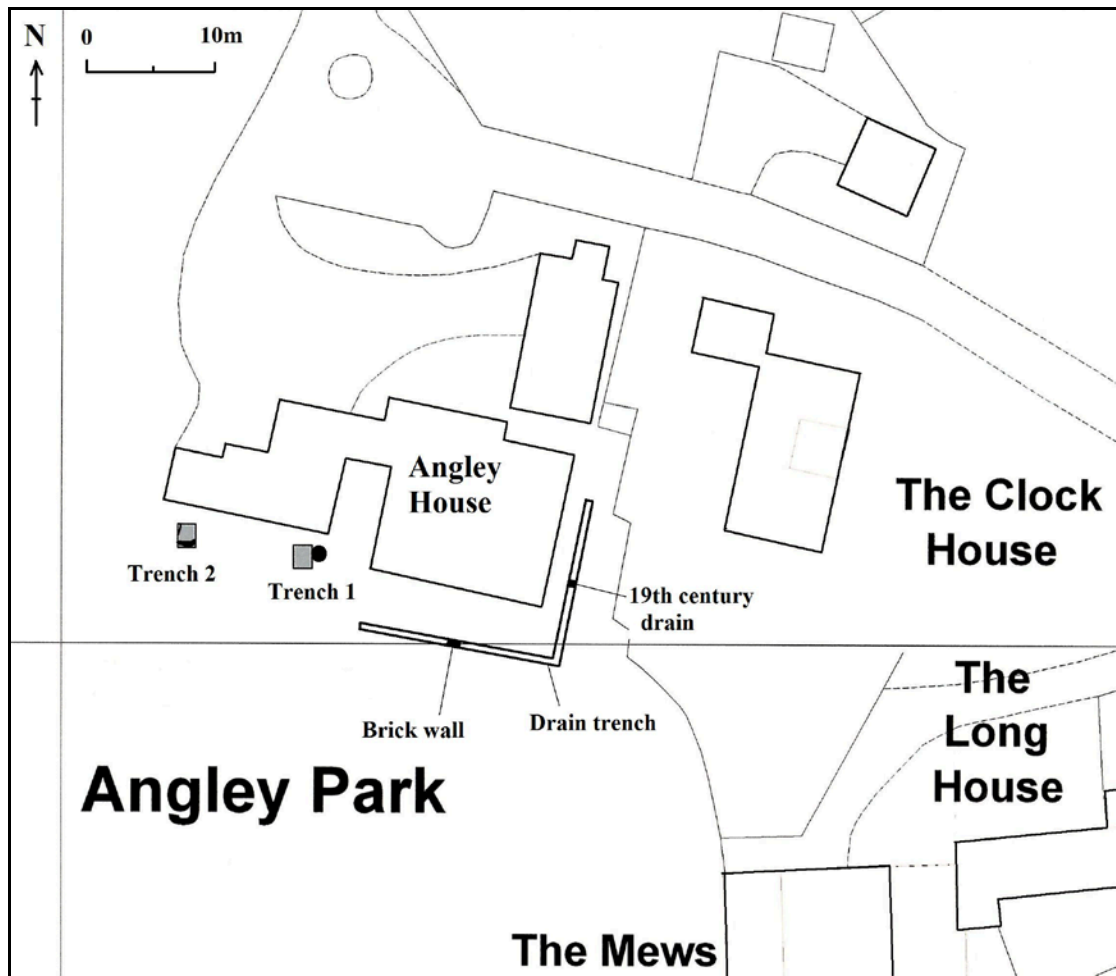 N
0 10m
Angley
House
The Clock
House
Trench 2
Trench 1
19th century
drain
The
Long
House
Brick wall
Drain trench
Angley Park
The Mews